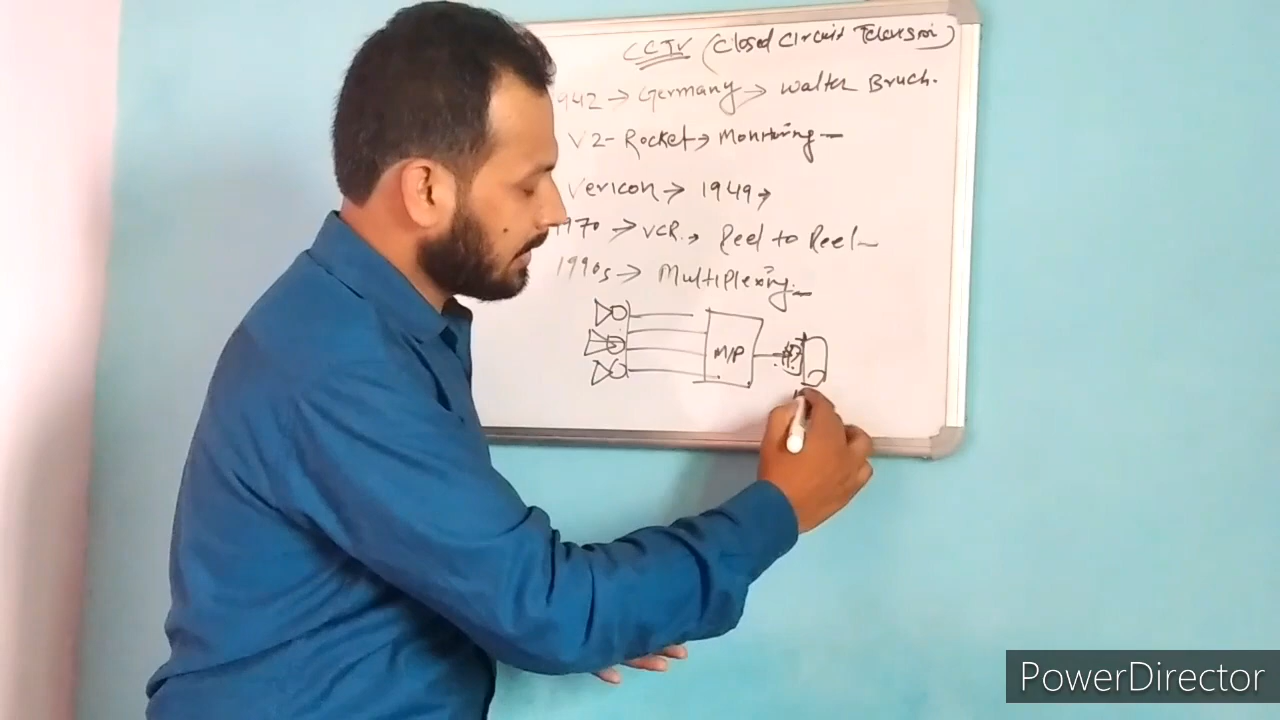 CCTV (Closed Circuit Television)
942 → Germany → Walter Bruch.
V2-Rocket → Monitoring
Vericon → 1949 →
1970 → VCR → Reel to Reel
1990s → Multiplexing
M/P
PowerDirector